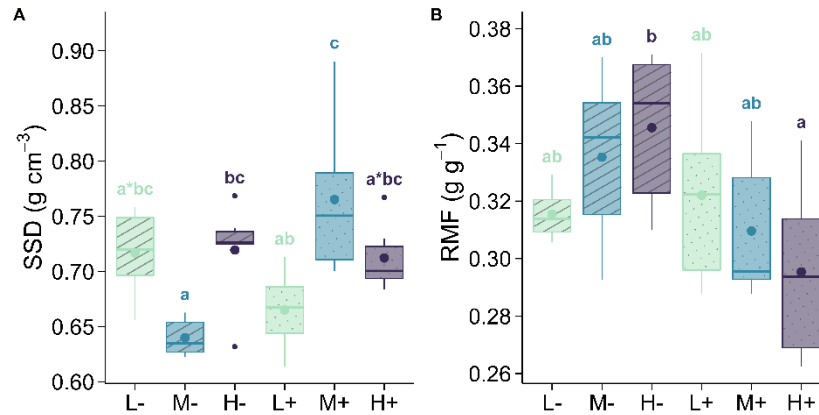 A
SSD (g cm⁻³)
0.90
0.85
0.80
0.75
0.70
0.65
0.60
a*bc
a
bc
ab
c
a*bc
L- M- H- L+ M+ H+
B
RMF (g g⁻¹)
0.38
0.36
0.34
0.32
0.30
0.28
0.26
ab
ab
b
ab
ab
a
L- M- H- L+ M+ H+